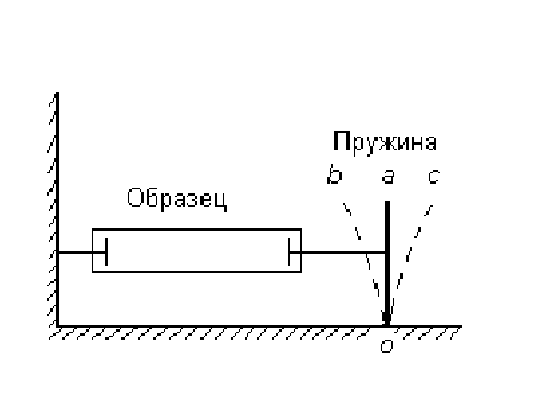 Пружина
b a c
Образец
o